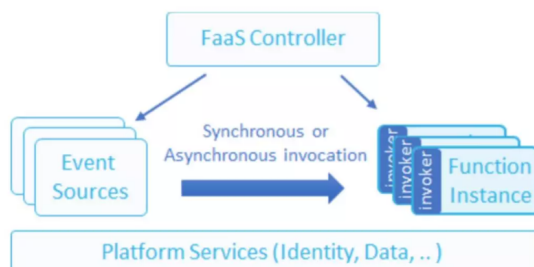 FaaS Controller
Synchronous or
Asynchronous invocation
Event
Sources
invoker
invoker
invoker
Function
Instance
Platform Services (Identity, Data, ..)